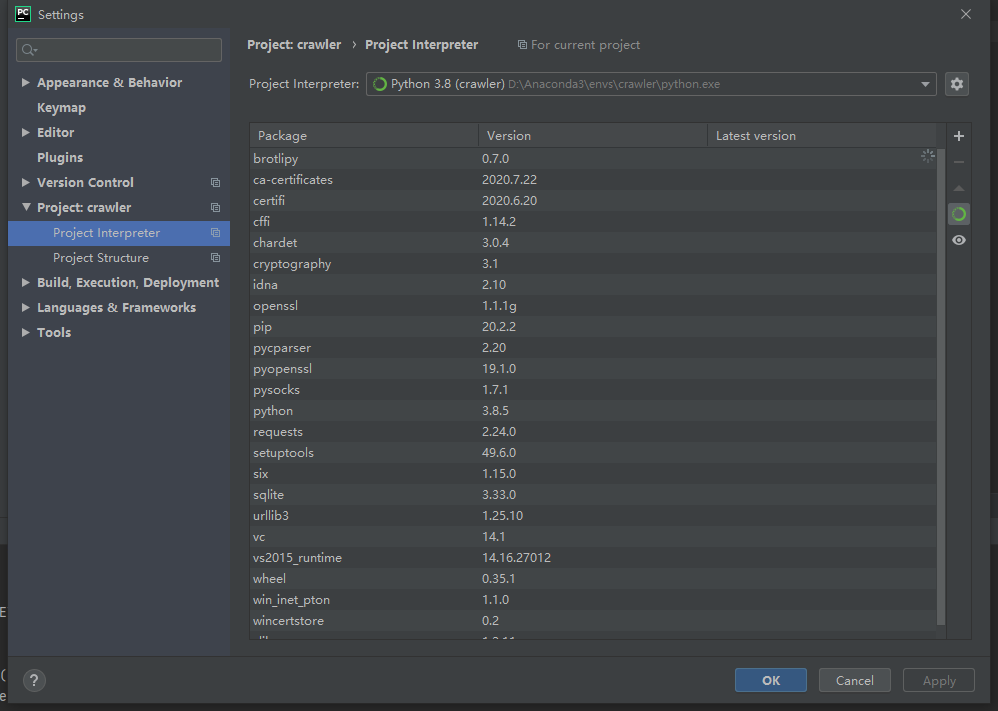 PC Settings
Project: crawler › Project Interpreter For current project
Appearance & Behavior
Keymap
Editor
Plugins
Version Control
Project: crawler
Project Interpreter
Project Structure
Build, Execution, Deployment
Languages & Frameworks
Tools
Project Interpreter: Python 3.8 (crawler) D:\Anaconda3\envs\crawler\python.exe
Package Version Latest version
brotlipy 0.7.0
ca-certificates 2020.7.22
certifi 2020.6.20
cffi 1.14.2
chardet 3.0.4
cryptography 3.1
idna 2.10
openssl 1.1.1g
pip 20.2.2
pycparser 2.20
pyopenssl 19.1.0
pysocks 1.7.1
python 3.8.5
requests 2.24.0
setuptools 49.6.0
six 1.15.0
sqlite 3.33.0
urllib3 1.25.10
vc 14.1
vs2015_runtime 14.16.27012
wheel 0.35.1
win_inet_pton 1.1.0
wincertstore 0.2
? OK Cancel Apply